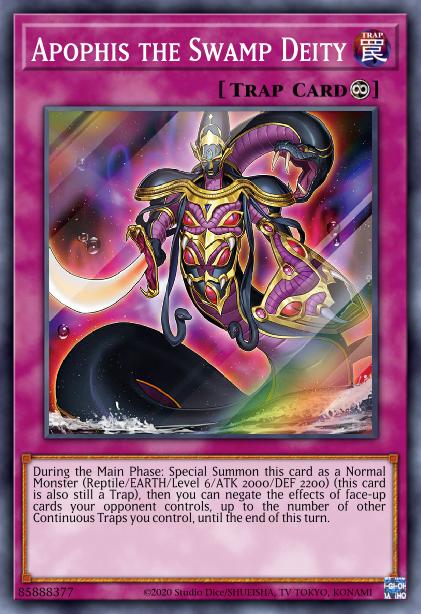 APOPHIS THE SWAMP DEITY
TRAP
罠
[TRAP CARD]
During the Main Phase: Special Summon this card as a Normal
Monster (Reptile/EARTH/Level 6/ATK 2000/DEF 2200) (this card
is also still a Trap), then you can negate the effects of face-up
cards your opponent controls, up to the number of other
Continuous Traps you control, until the end of this turn.
85888377
©2020 Studio Dice/SHUEISHA, TV TOKYO, KONAMI